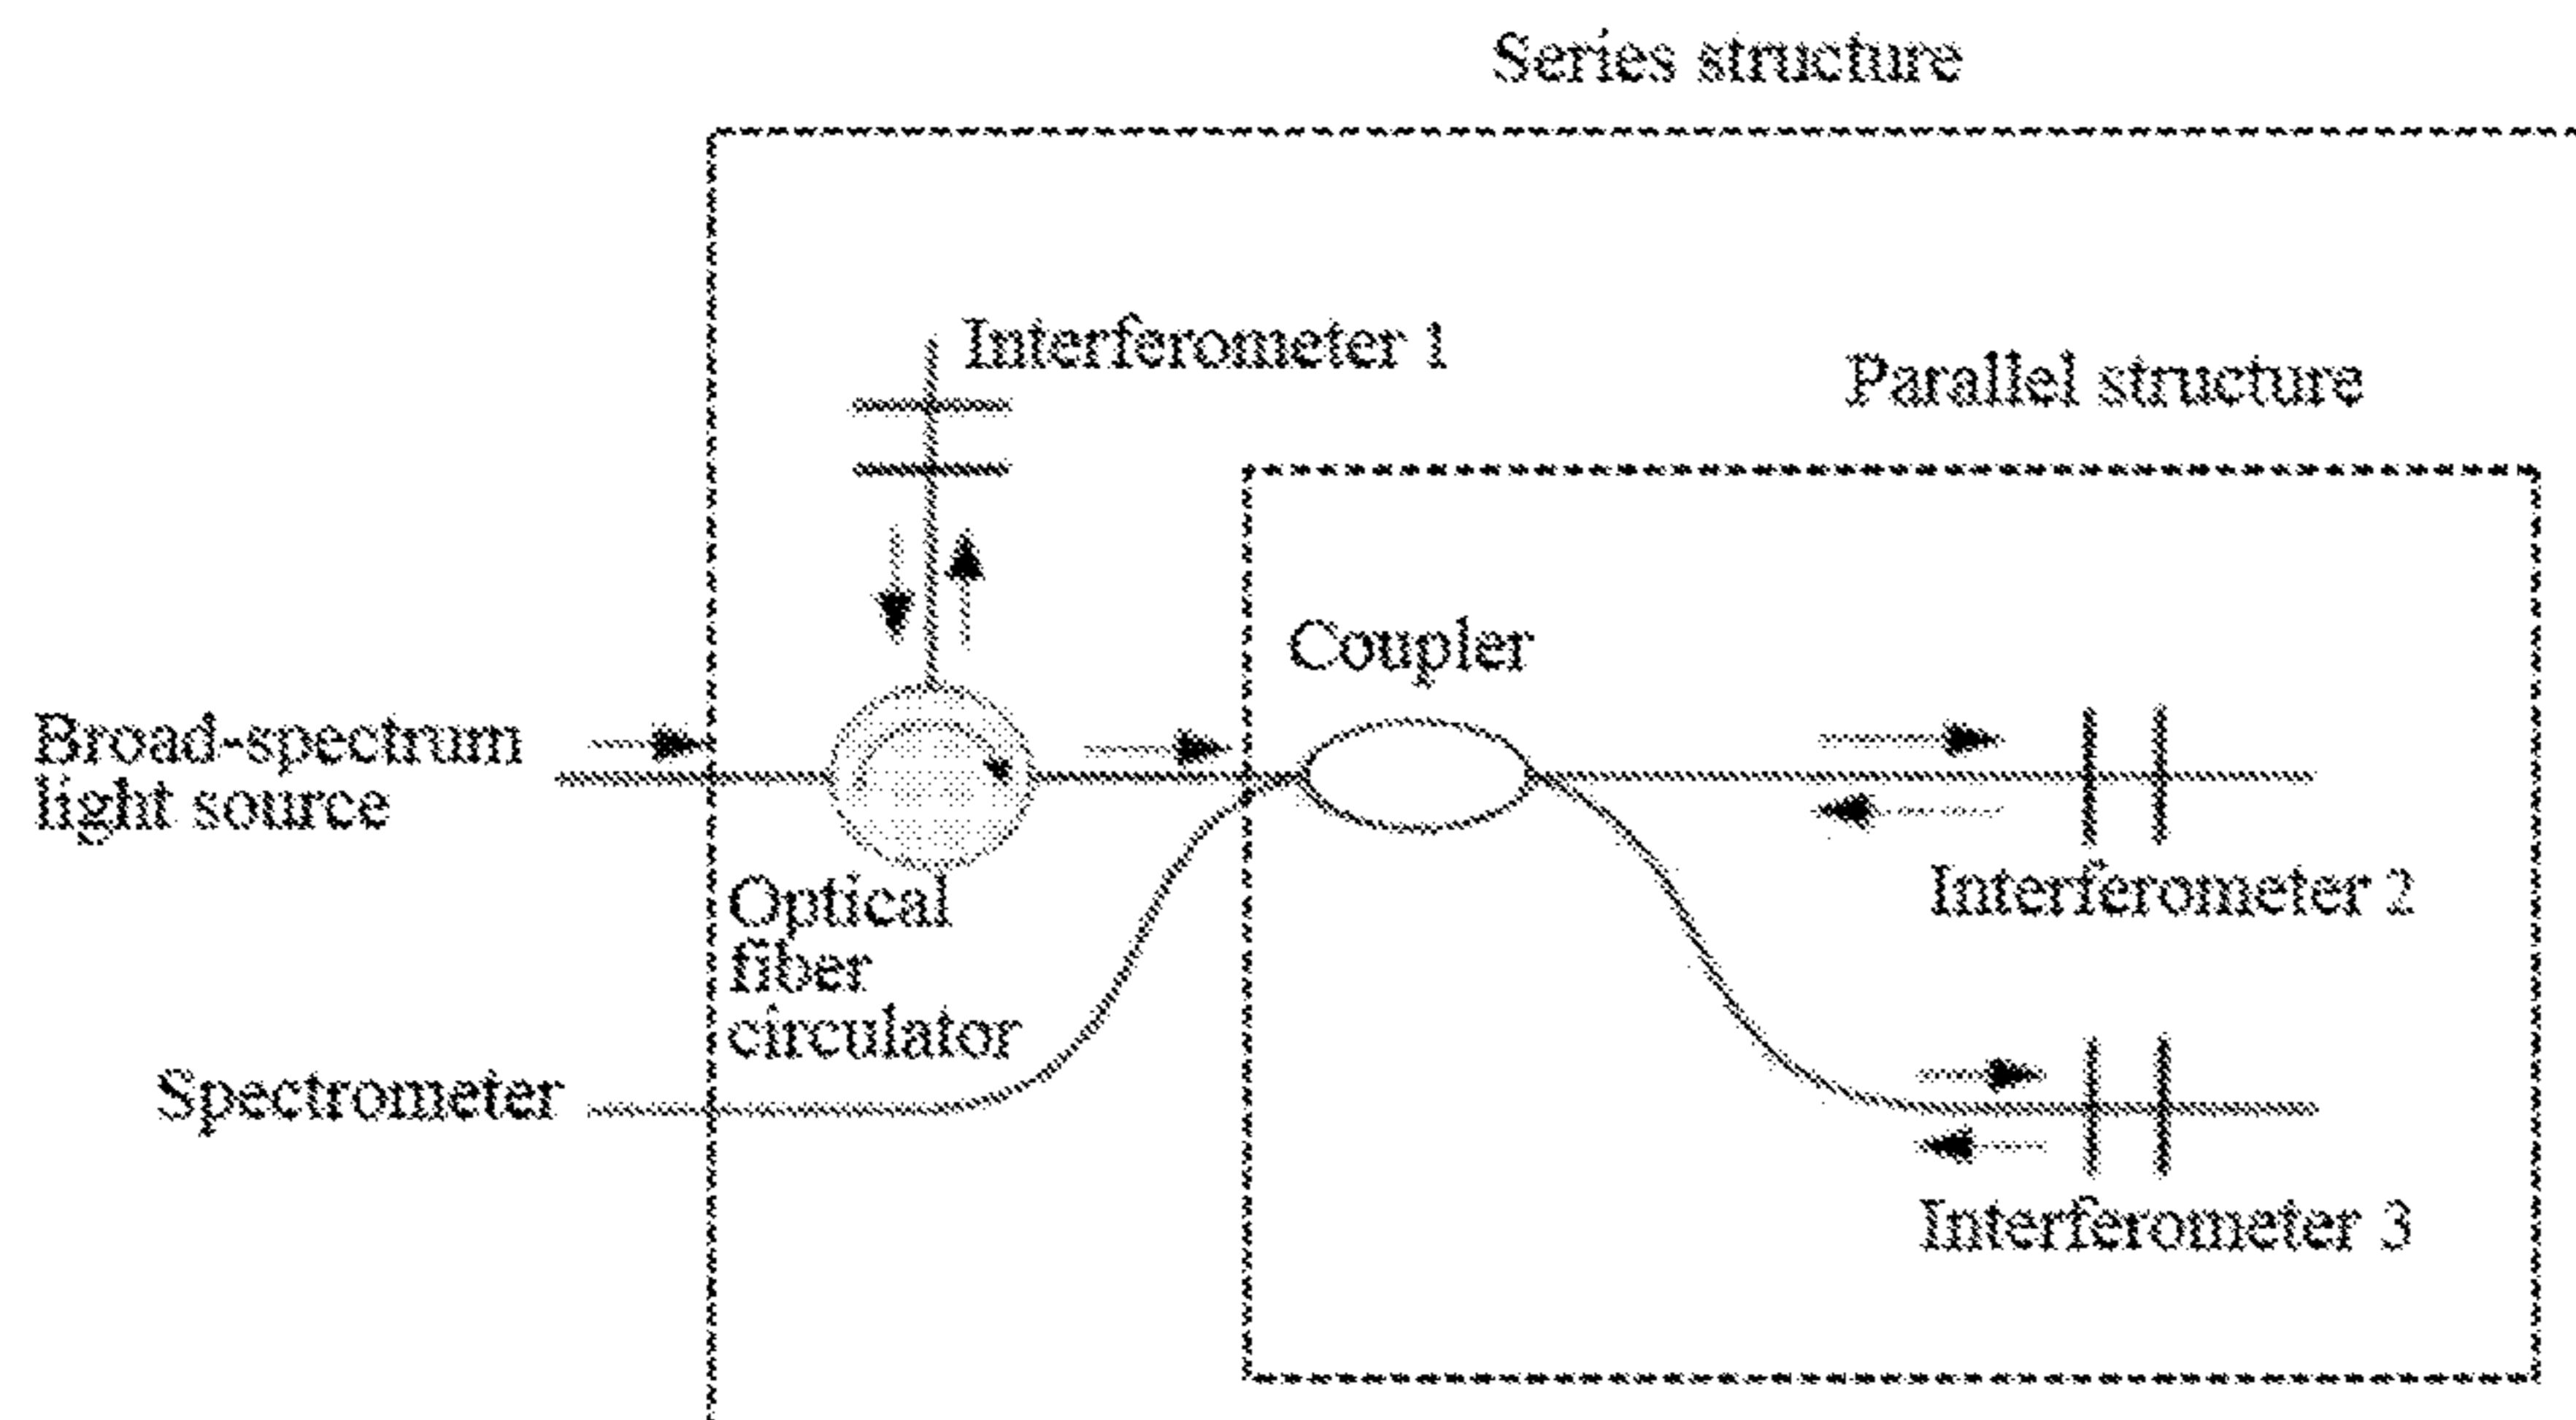 Series structure
Interferometer 1
Parallel structure
Coupler
Broad-spectrum
light source
Optical
fiber
circulator
Interferometer 2
Spectrometer
Interferometer 3